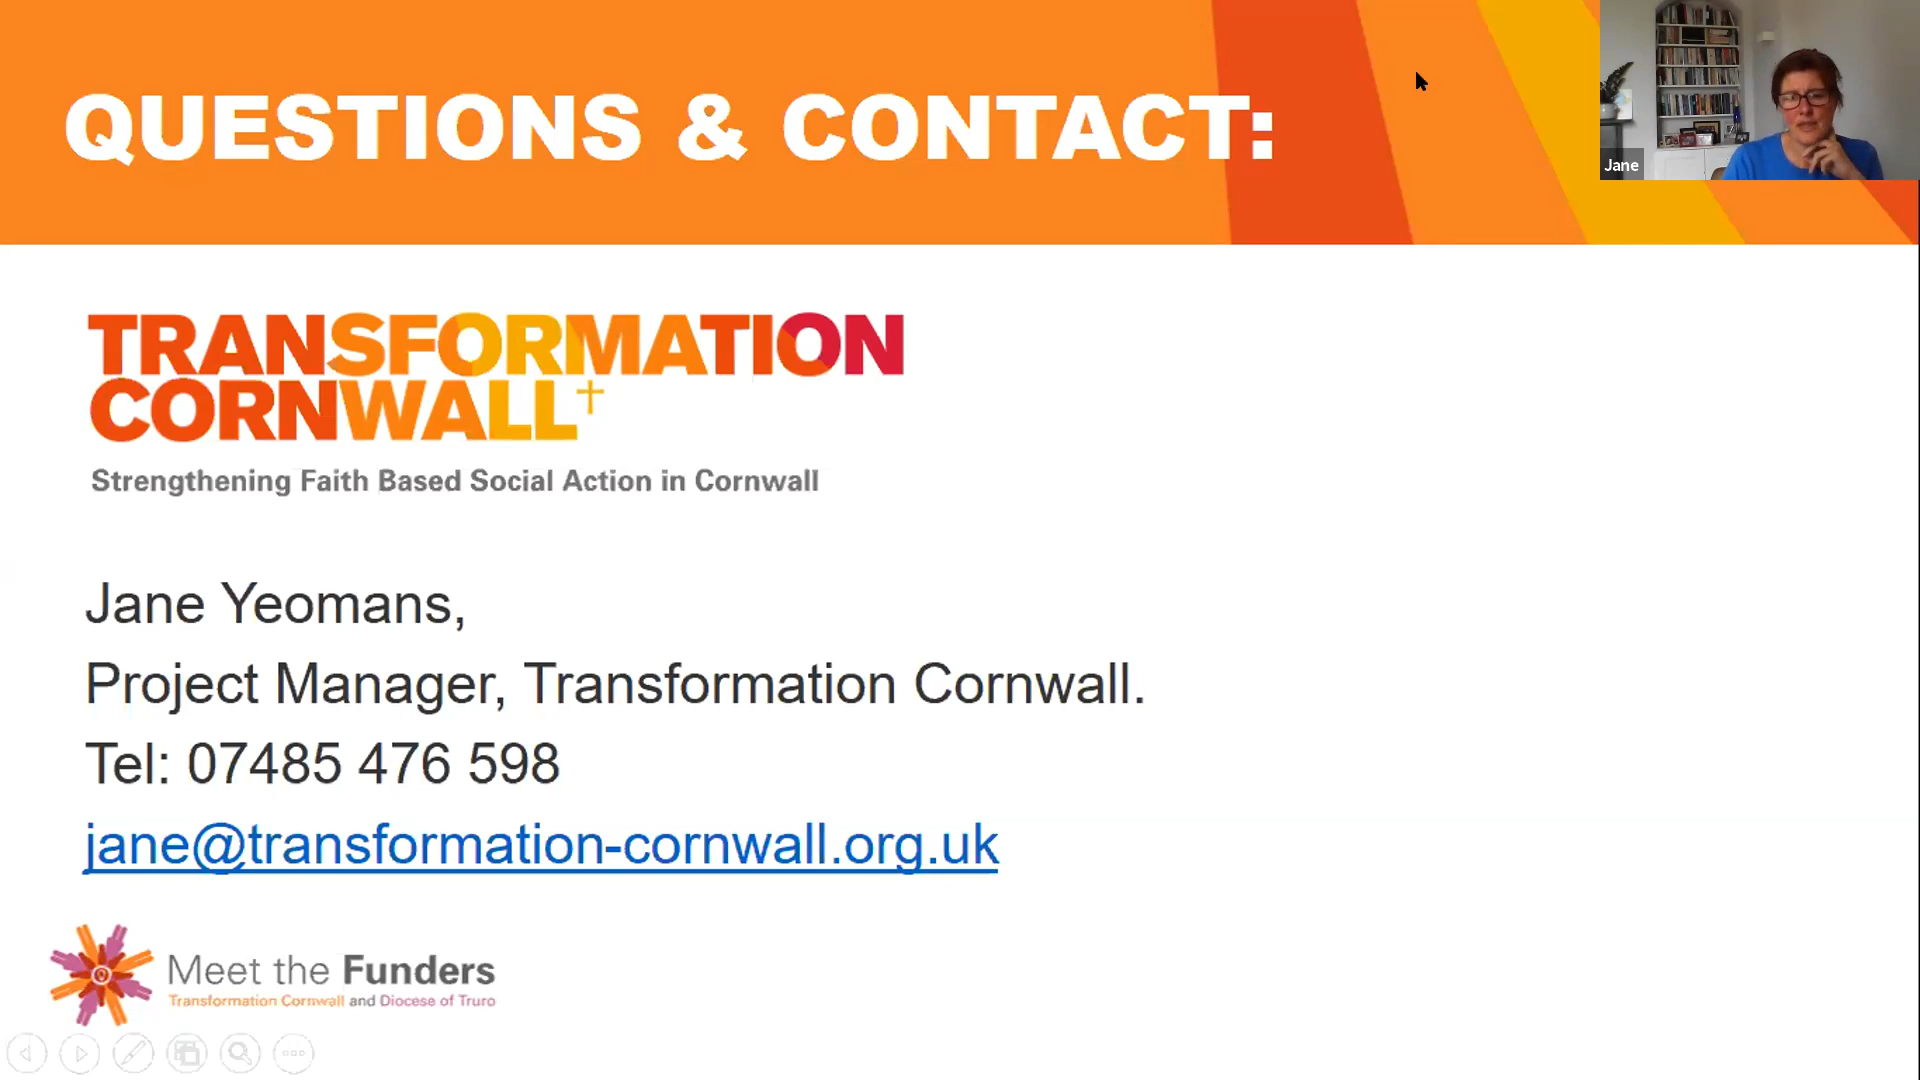 QUESTIONS & CONTACT:
Jane
TRANSFORMATION
CORNWALL
Strengthening Faith Based Social Action in Cornwall
Jane Yeomans,
Project Manager, Transformation Cornwall.
Tel: 07485 476 598
jane@transformation-cornwall.org.uk
Meet the Funders
Transformation Cornwall and Diocese of Truro